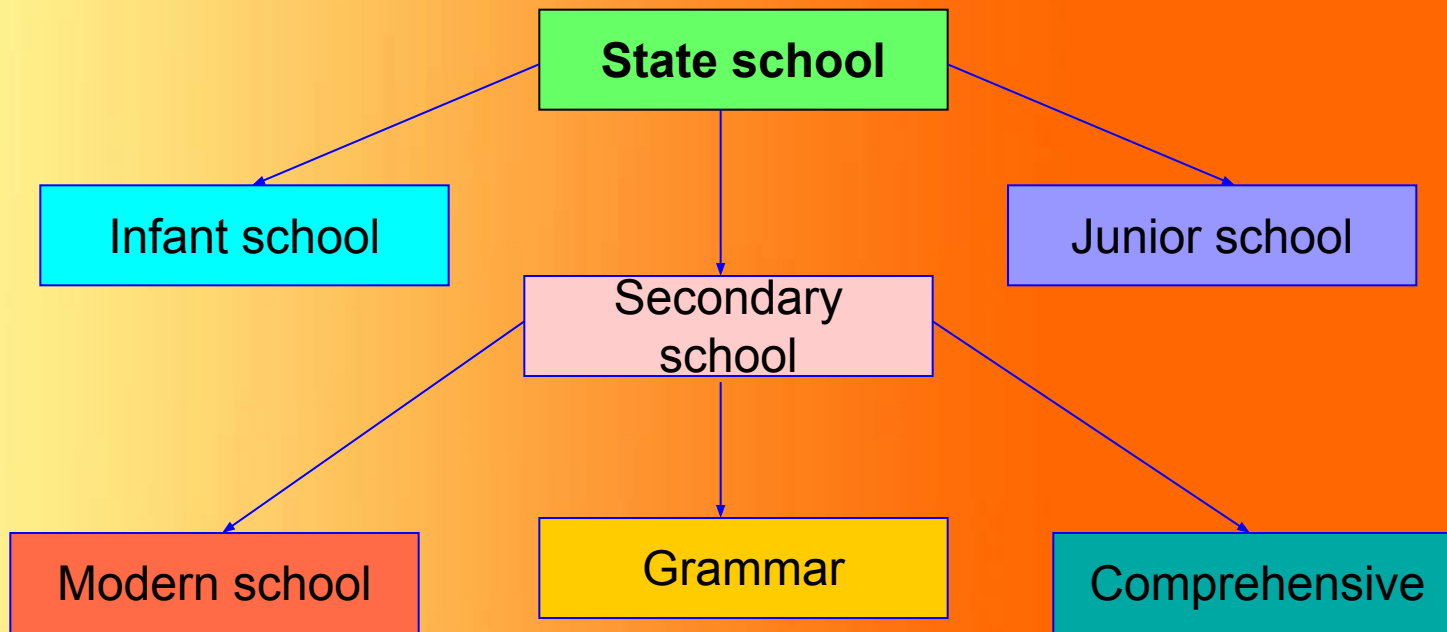 State school
Infant school
Junior school
Secondary
school
Modern school
Grammar
Comprehensive